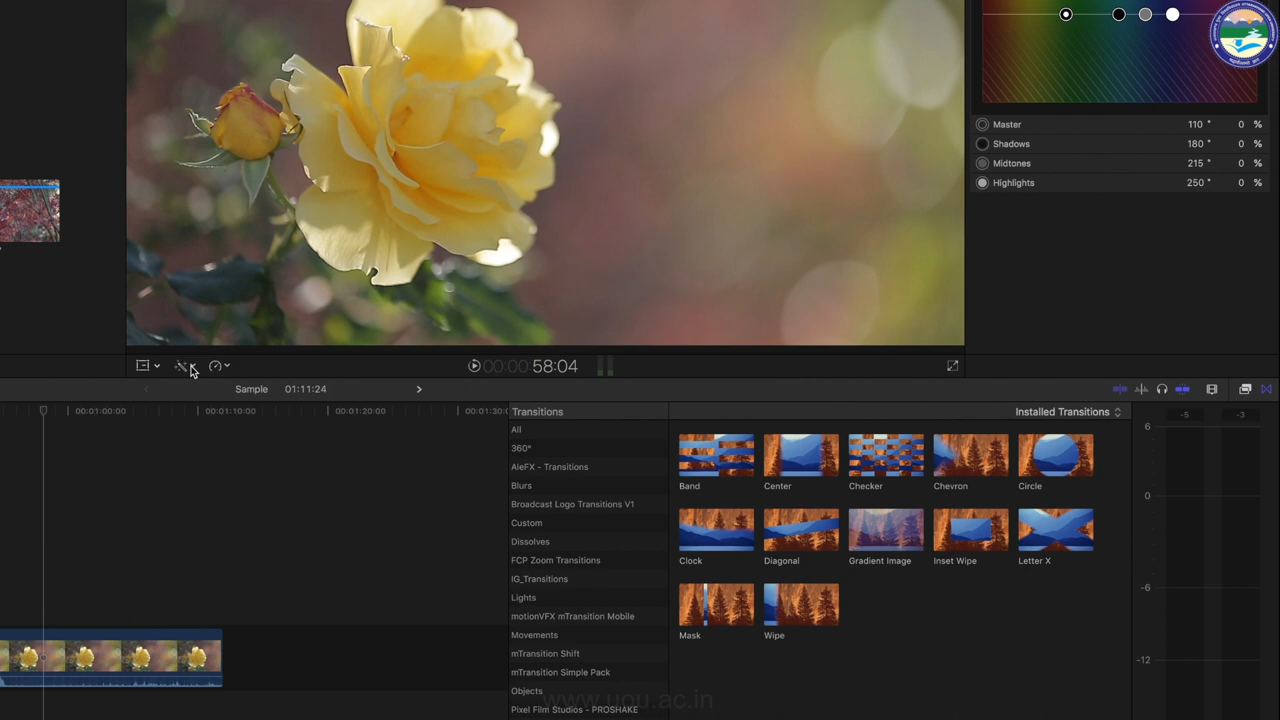 Master 110 ° 0 %
Shadows 180 ° 0 %
Midtones 215 ° 0 %
Highlights 250 ° 0 %
00:00:58:04
Sample 01:11:24
00:01:00:00 00:01:10:00 00:01:20:00 00:01:30:0
Transitions
Installed Transitions
All
360°
AleFX - Transitions
Blurs
Broadcast Logo Transitions V1
Custom
Dissolves
FCP Zoom Transitions
IG_Transitions
Lights
motionVFX mTransition Mobile
Movements
mTransition Shift
mTransition Simple Pack
Objects
Pixel Film Studios - PROSHAKE
Band Center Checker Chevron Circle
Clock Diagonal Gradient Image Inset Wipe Letter X
Mask Wipe
-5 -3
6
0
-6
-12
www.uou.ac.in